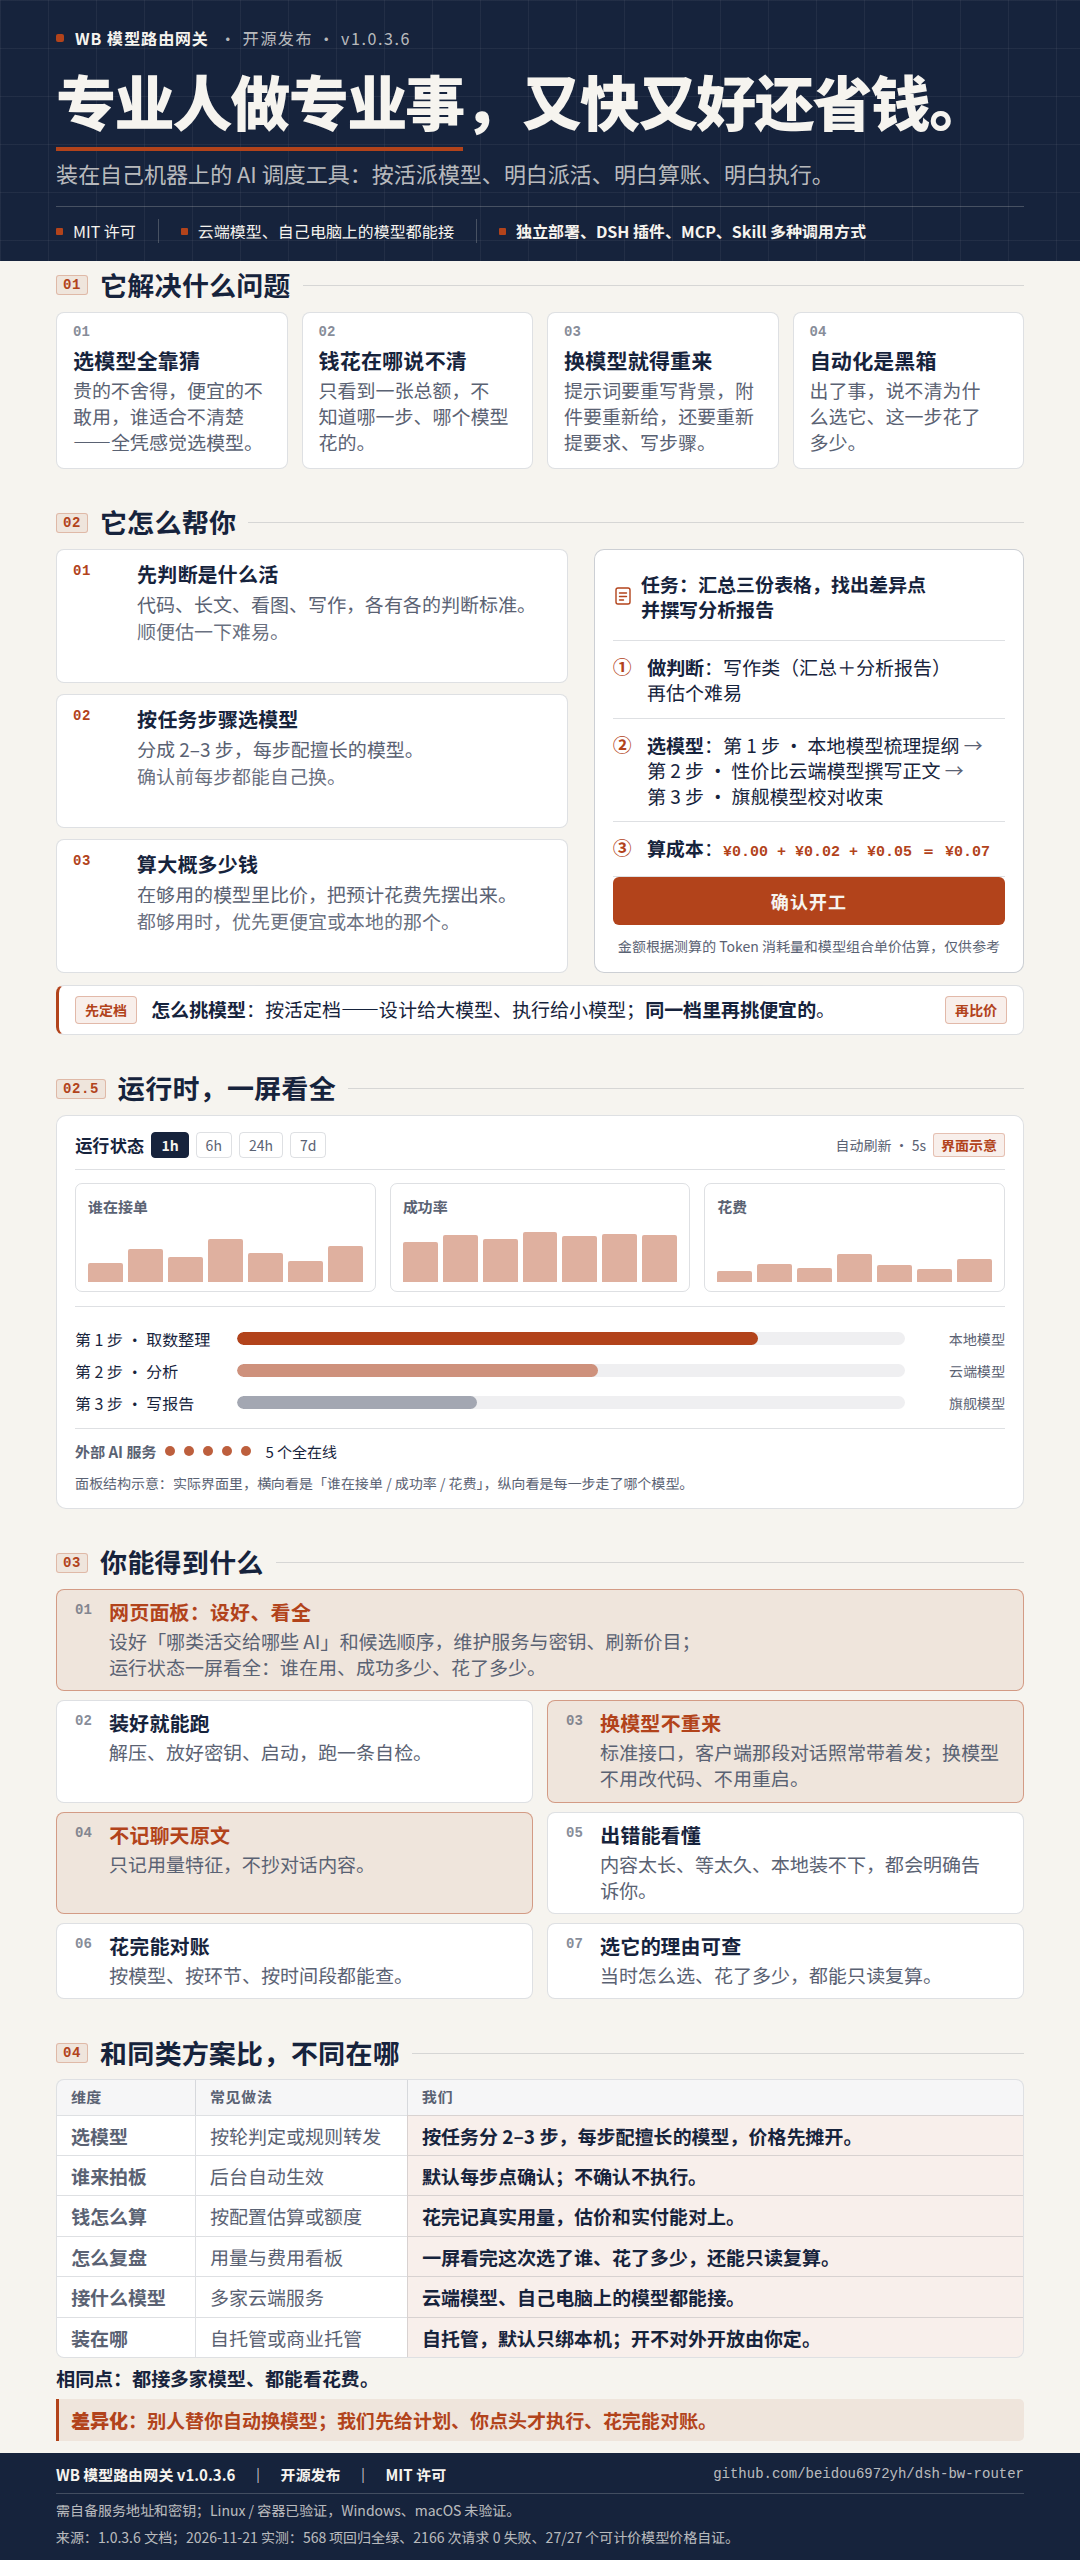 WB 模型路由网关 · 开源发布 · v1.0.3.6
专业人做专业事，又快又好还省钱。
装在自己机器上的 AI 调度工具：按活派模型、明白派活、明白算账、明白执行。
MIT 许可
云端模型、自己电脑上的模型都能接
独立部署、DSH 插件、MCP、Skill 多种调用方式
01 它解决什么问题
01
选模型全靠猜
贵的不舍得，便宜的不
敢用，谁适合不清楚
——全凭感觉选模型。
02
钱花在哪说不清
只看到一张总额，不
知道哪一步、哪个模型
花的。
03
换模型就得重来
提示词要重写背景，附
件要重新给，还要重新
提要求、写步骤。
04
自动化是黑箱
出了事，说不清为什
么选它、这一步花了
多少。
02 它怎么帮你
01 先判断是什么活
代码、长文、看图、写作，各有各的判断标准。
顺便估一下难易。
02 按任务步骤选模型
分成 2–3 步，每步配擅长的模型。
确认前每步都能自己换。
03 算大概多少钱
在够用的模型里比价，把预计花费先摆出来。
都够用时，优先更便宜或本地的那个。
任务：汇总三份表格，找出差异点
并撰写分析报告
① 做判断：写作类（汇总＋分析报告）
再估个难易
② 选模型：第 1 步 · 本地模型梳理提纲 →
第 2 步 · 性价比云端模型撰写正文 →
第 3 步 · 旗舰模型校对收束
③ 算成本：¥0.00 + ¥0.02 + ¥0.05 = ¥0.07
确认开工
金额根据测算的 Token 消耗量和模型组合单价估算，仅供参考
先定档 怎么挑模型：按活定档——设计给大模型、执行给小模型；同一档里再挑便宜的。 再比价
02.5 运行时，一屏看全
运行状态 1h 6h 24h 7d 自动刷新 · 5s 界面示意
谁在接单
成功率
花费
第 1 步 · 取数整理 本地模型
第 2 步 · 分析 云端模型
第 3 步 · 写报告 旗舰模型
外部 AI 服务 5 个全在线
面板结构示意：实际界面里，横向看是「谁在接单 / 成功率 / 花费」，纵向看是每一步走了哪个模型。
03 你能得到什么
01 网页面板：设好、看全
设好「哪类活交给哪些 AI」和候选顺序，维护服务与密钥、刷新价目；
运行状态一屏看全：谁在用、成功多少、花了多少。
02 装好就能跑
解压、放好密钥、启动，跑一条自检。
03 换模型不重来
标准接口，客户端那段对话照常带着发；换模型
不用改代码、不用重启。
04 不记聊天原文
只记用量特征，不抄对话内容。
05 出错能看懂
内容太长、等太久、本地装不下，都会明确告
诉你。
06 花完能对账
按模型、按环节、按时间段都能查。
07 选它的理由可查
当时怎么选、花了多少，都能只读复算。
04 和同类方案比，不同在哪
维度 常见做法 我们
选模型 按轮判定或规则转发 按任务分 2–3 步，每步配擅长的模型，价格先摊开。
谁来拍板 后台自动生效 默认每步点确认；不确认不执行。
钱怎么算 按配置估算或额度 花完记真实用量，估价和实付能对上。
怎么复盘 用量与费用看板 一屏看完这次选了谁、花了多少，还能只读复算。
接什么模型 多家云端服务 云端模型、自己电脑上的模型都能接。
装在哪 自托管或商业托管 自托管，默认只绑本机；开不对外开放由你定。
相同点：都接多家模型、都能看花费。
差异化：别人替你自动换模型；我们先给计划、你点头才执行、花完能对账。
WB 模型路由网关 v1.0.3.6 | 开源发布 | MIT 许可 github.com/beidou6972yh/dsh-bw-router
需自备服务地址和密钥；Linux / 容器已验证，Windows、macOS 未验证。
来源：1.0.3.6 文档；2026-11-21 实测：568 项回归全绿、2166 次请求 0 失败、27/27 个可计价模型价格自证。